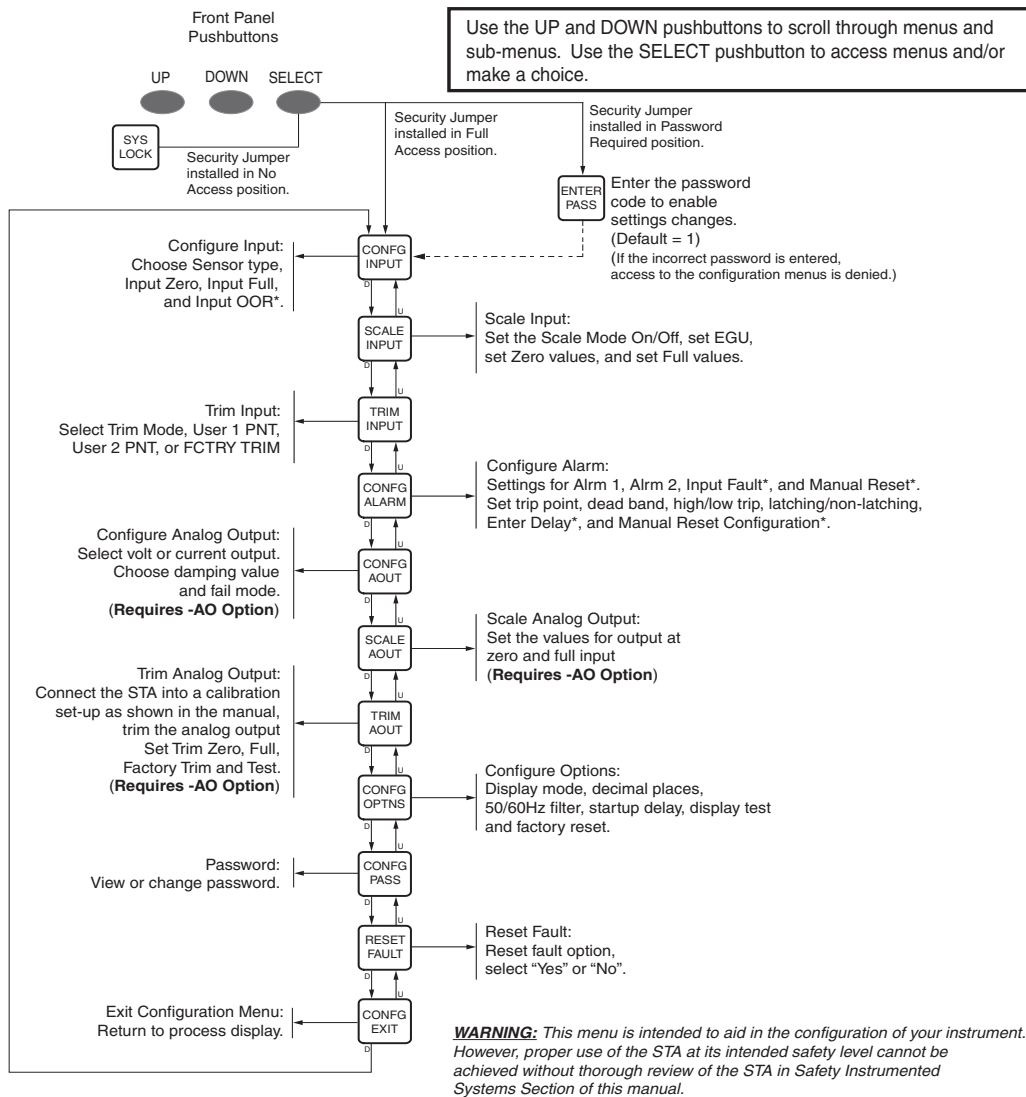 Front Panel
Pushbuttons
Use the UP and DOWN pushbuttons to scroll through menus and
sub-menus. Use the SELECT pushbutton to access menus and/or
make a choice.
UP
DOWN
SELECT
SYS
LOCK
Security Jumper
installed in No
Access position.
Security Jumper
installed in Full
Access position.
Security Jumper
installed in Password
Required position.
ENTER
PASS
Enter the password
code to enable
settings changes.
(Default = 1)
(If the incorrect password is entered,
access to the configuration menus is denied.)
Configure Input:
Choose Sensor type,
Input Zero, Input Full,
and Input OOR*.
CONFG
INPUT
D
U
SCALE
INPUT
Scale Input:
Set the Scale Mode On/Off, set EGU,
set Zero values, and set Full values.
D
U
Trim Input:
Select Trim Mode, User 1 PNT,
User 2 PNT, or FCTRY TRIM
TRIM
INPUT
D
U
CONFG
ALARM
Configure Alarm:
Settings for Alrm 1, Alrm 2, Input Fault*, and Manual Reset*.
Set trip point, dead band, high/low trip, latching/non-latching,
Enter Delay*, and Manual Reset Configuration*.
D
U
Configure Analog Output:
Select volt or current output.
Choose damping value
and fail mode.
(Requires -AO Option)
CONFG
AOUT
D
U
SCALE
AOUT
Scale Analog Output:
Set the values for output at
zero and full input
(Requires -AO Option)
D
U
Trim Analog Output:
Connect the STA into a calibration
set-up as shown in the manual,
trim the analog output
Set Trim Zero, Full,
Factory Trim and Test.
(Requires -AO Option)
TRIM
AOUT
D
U
CONFG
OPTNS
Configure Options:
Display mode, decimal places,
50/60Hz filter, startup delay, display test
and factory reset.
D
U
Password:
View or change password.
CONFG
PASS
D
U
RESET
FAULT
Reset Fault:
Reset fault option,
select “Yes” or “No”.
D
U
Exit Configuration Menu:
Return to process display.
CONFG
EXIT
D
WARNING: This menu is intended to aid in the configuration of your instrument.
However, proper use of the STA at its intended safety level cannot be
achieved without thorough review of the STA in Safety Instrumented
Systems Section of this manual.